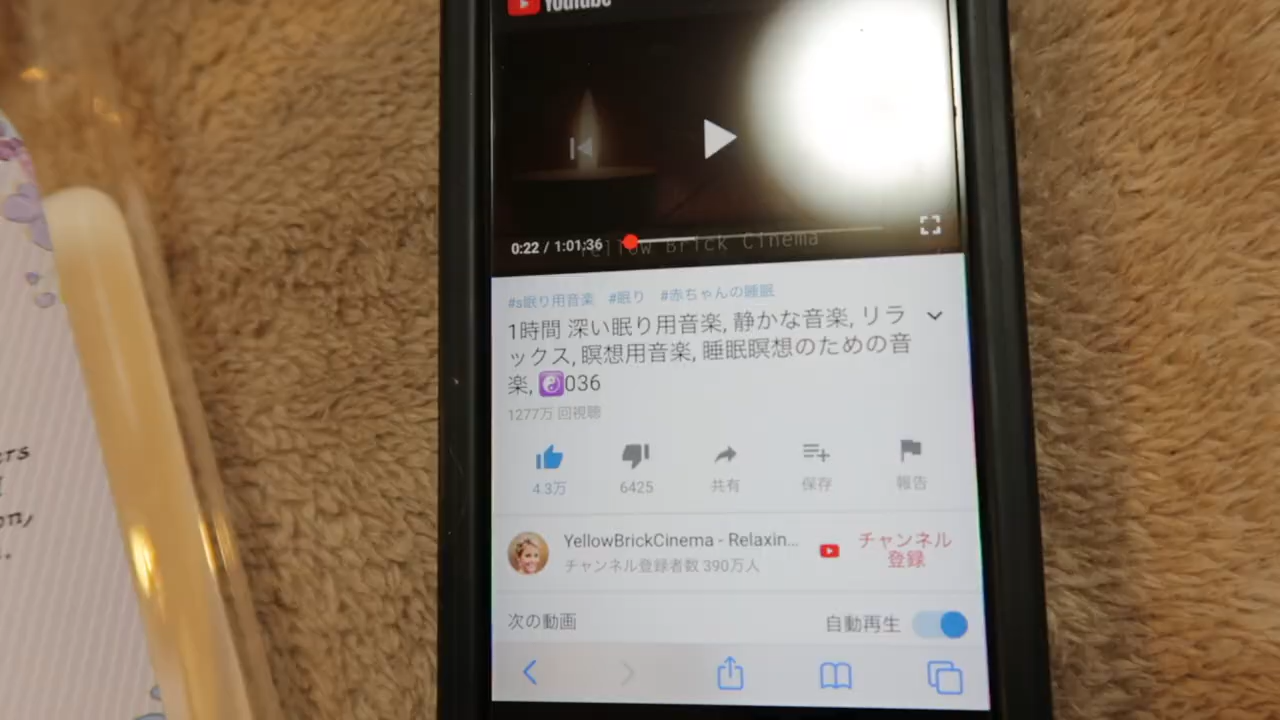 YouTube
0:22 / 1:01:36
Yellow Brick Cinema
#s眠り用音楽 #眠り #赤ちゃんの睡眠
1時間 深い眠り用音楽, 静かな音楽, リラ
ックス, 瞑想用音楽, 睡眠瞑想のための音
楽, ☯036
1277万 回視聴
4.3万
6425
共有
保存
報告
YellowBrickCinema - Relaxin...
チャンネル登録者数 390万人
チャンネル
登録
次の動画
自動再生